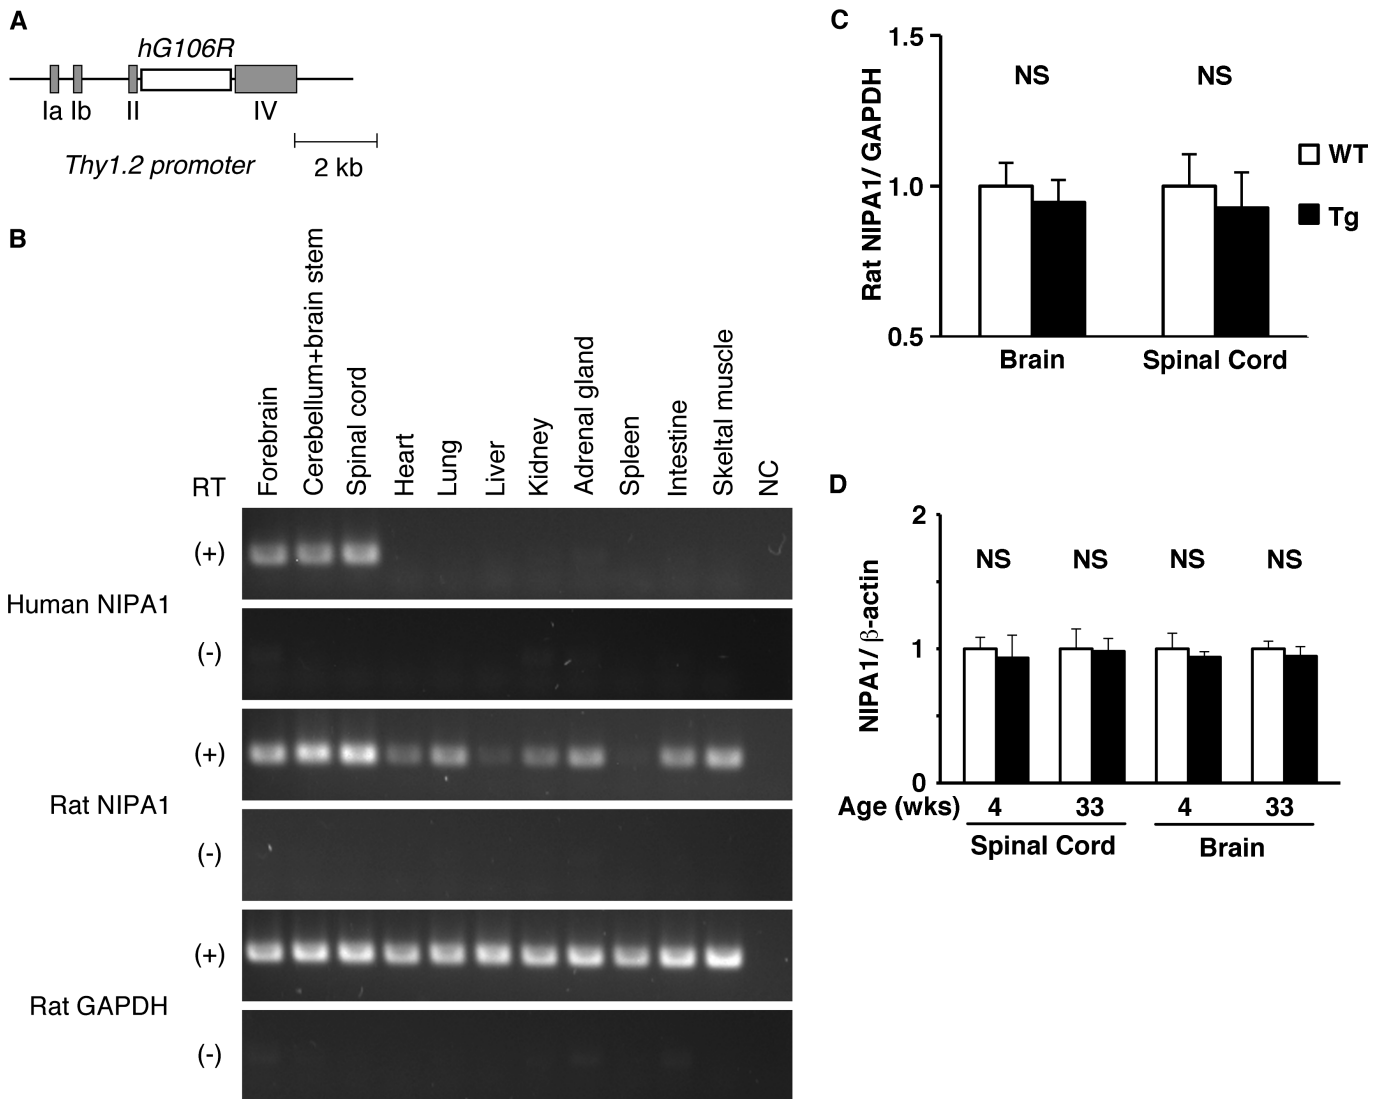 A
hG106R
Ia Ib II IV
Thy1.2 promoter
2 kb
B
RT
Forebrain
Cerebellum+brain stem
Spinal cord
Heart
Lung
Liver
Kidney
Adrenal gland
Spleen
Intestine
Skeltal muscle
NC
Human NIPA1
(+)
(-)
Rat NIPA1
(+)
(-)
Rat GAPDH
(+)
(-)
C
Rat NIPA1/ GAPDH
1.5
1.0
0.5
NS NS
Brain Spinal Cord
WT
Tg
D
NIPA1/ β-actin
2
1
0
NS NS NS NS
Age (wks) 4 33 4 33
Spinal Cord Brain